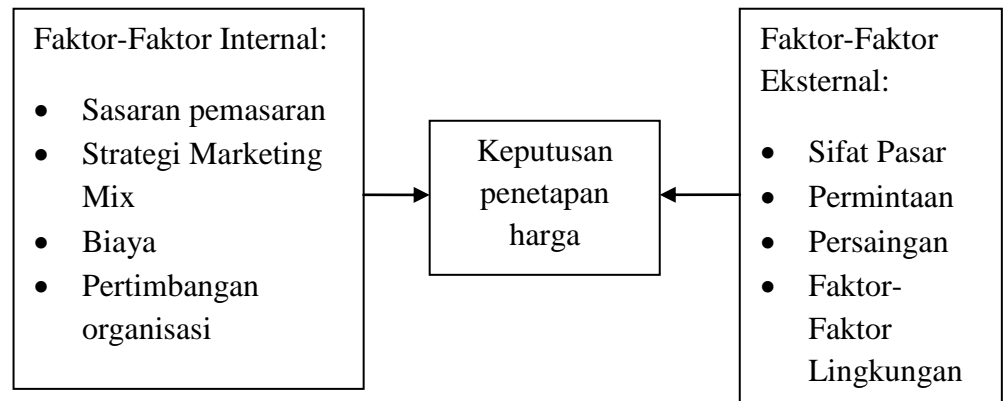 Faktor-Faktor Internal:
• Sasaran pemasaran
• Strategi Marketing
Mix
• Biaya
• Pertimbangan
organisasi
Keputusan
penetapan
harga
Faktor-Faktor
Eksternal:
• Sifat Pasar
• Permintaan
• Persaingan
• Faktor-
Faktor
Lingkungan